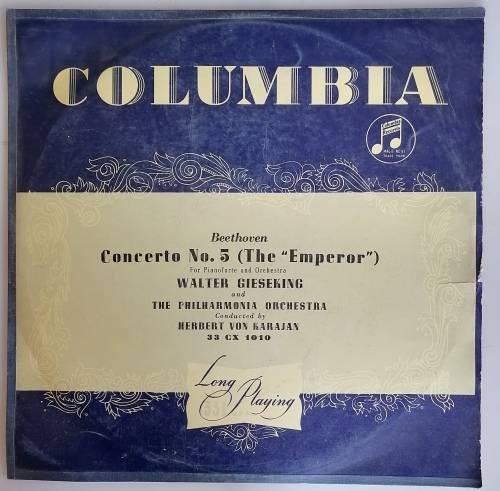 COLUMBIA
Beethoven
Concerto No. 5 (The "Emperor")
For Pianoforte and Orchestra
WALTER GIESEKING
and
THE PHILHARMONIA ORCHESTRA
Conducted by
HERBERT VON KARAJAN
33 CX 1010
Long Playing